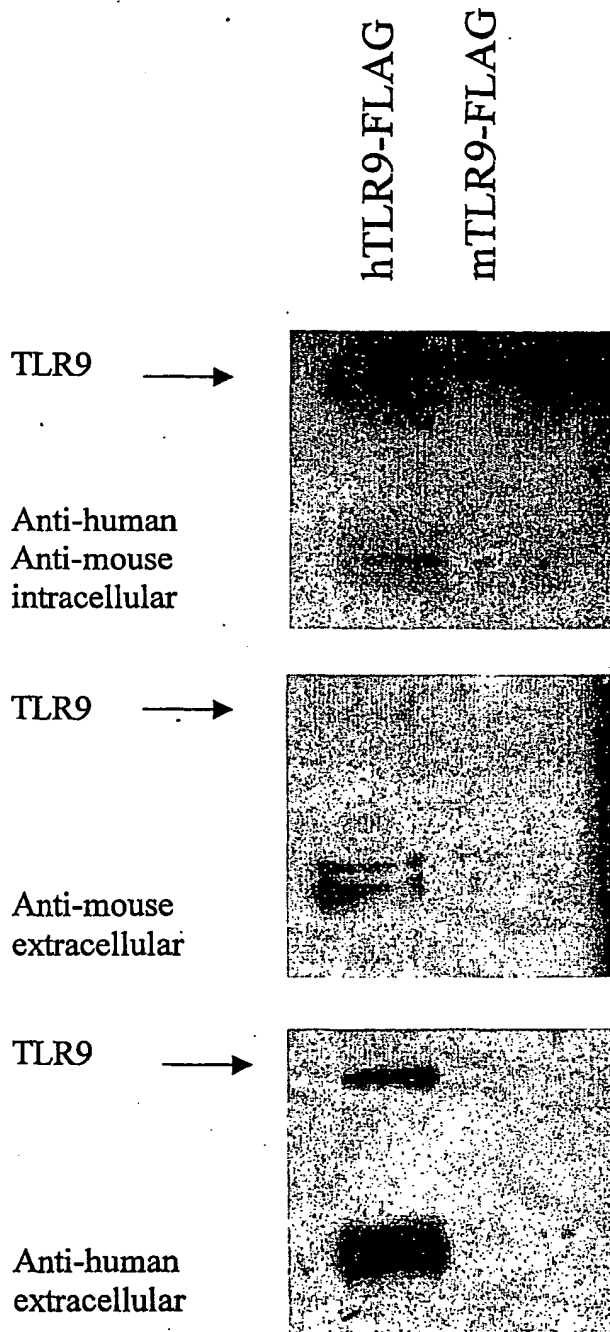 hTLR9-FLAG
mTLR9-FLAG
TLR9
Anti-human
Anti-mouse
intracellular
TLR9
Anti-mouse
extracellular
TLR9
Anti-human
extracellular